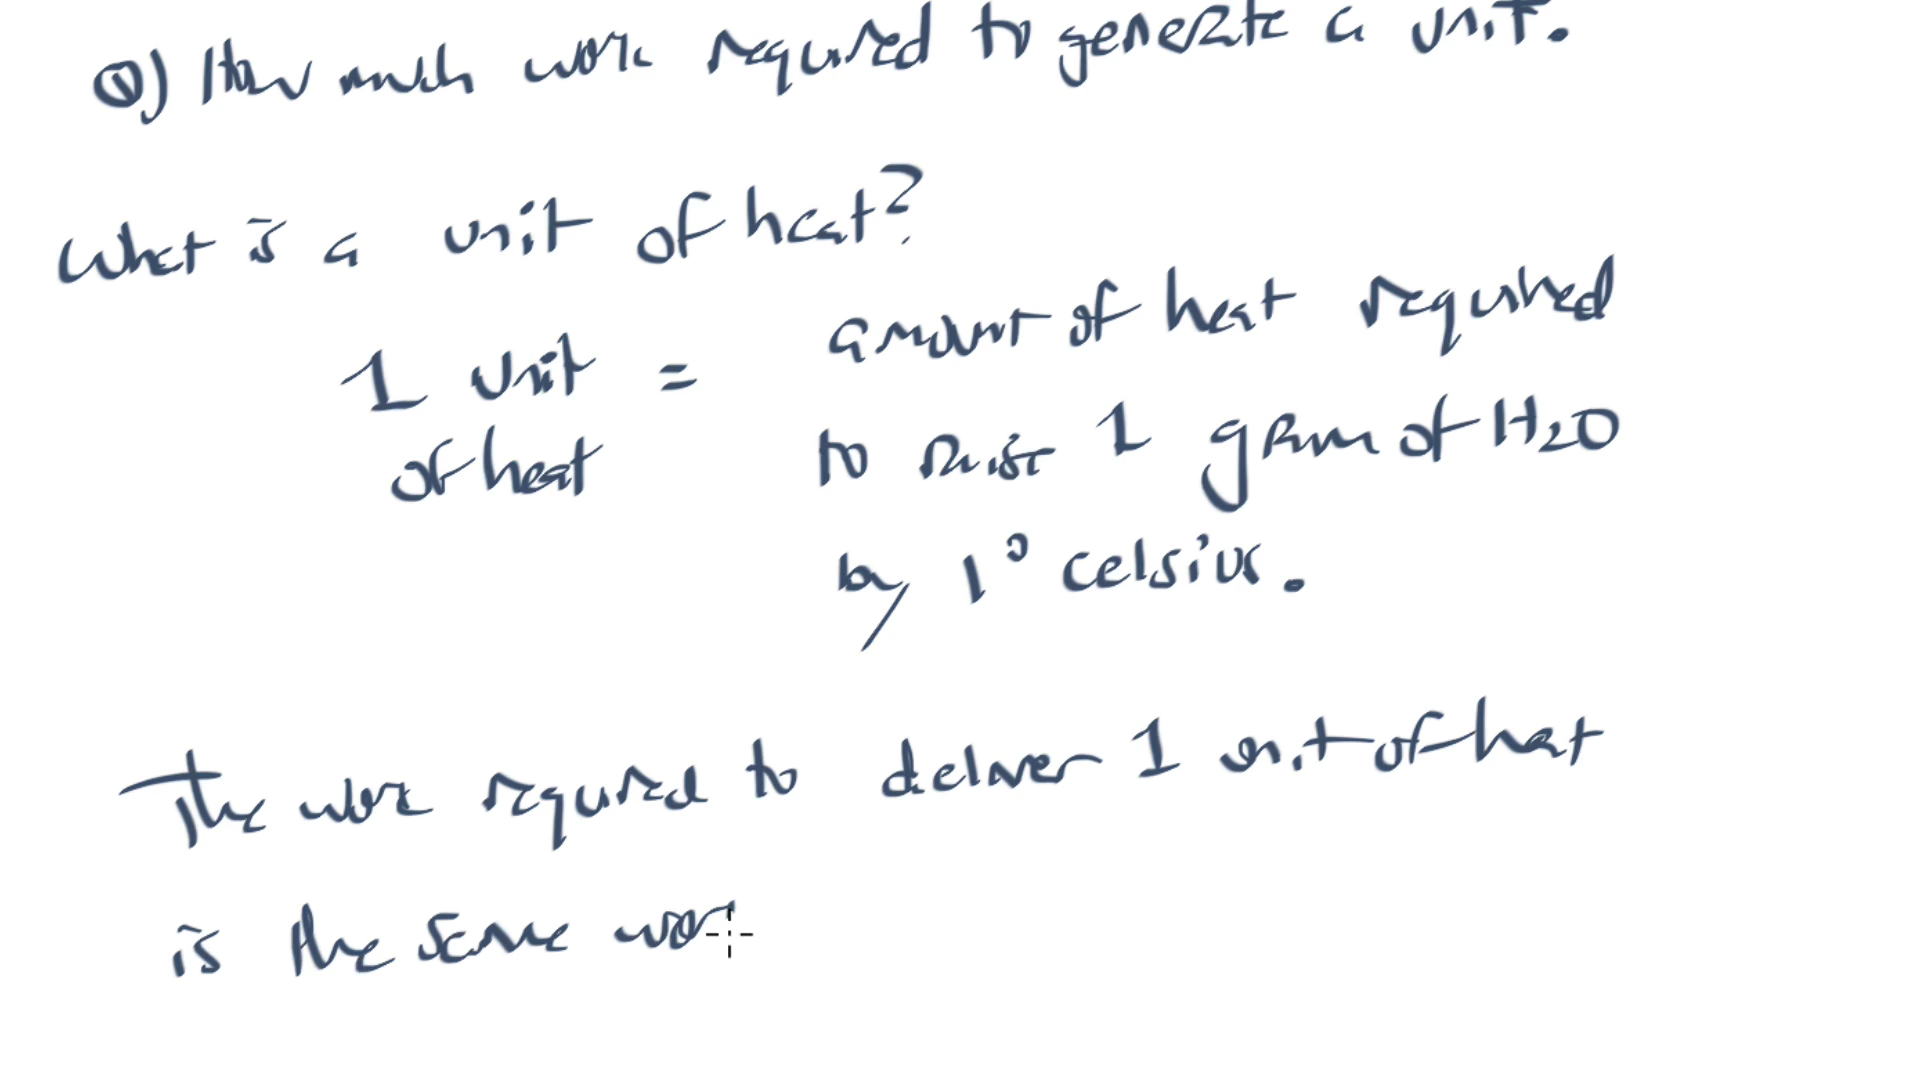 Q) How much work required to generate a unit.
What is a unit of heat?
1 unit of heat = amount of heat required
to raise 1 gram of H2O
by 1° celsius.
The work required to deliver 1 unit of heat
is the same wor